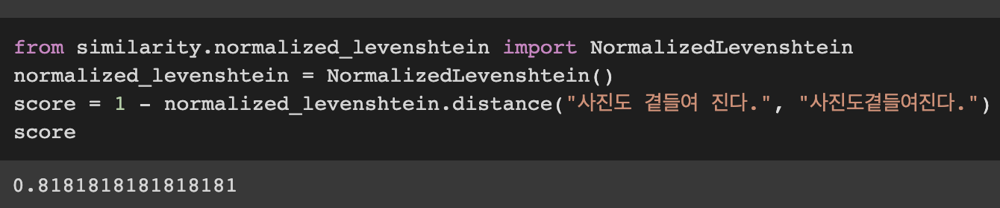 from similarity.normalized_levenshtein import NormalizedLevenshtein
normalized_levenshtein = NormalizedLevenshtein()
score = 1 - normalized_levenshtein.distance("사진도 곁들여 진다.", "사진도곁들여진다.")
score
0.8181818181818181